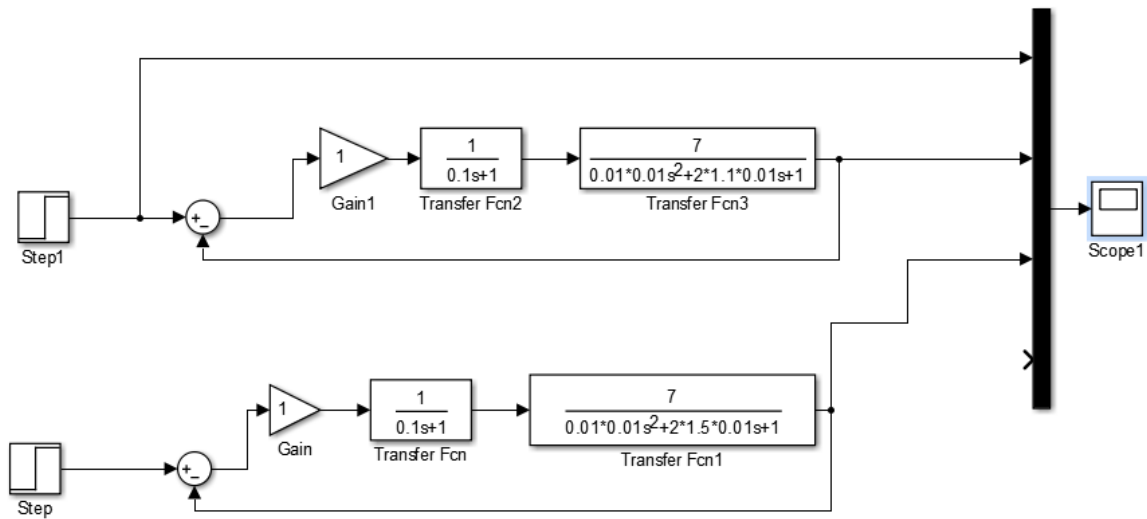 1
Gain1
1
0.1s+1
Transfer Fcn2
7
0.01*0.01s²+2*1.1*0.01s+1
Transfer Fcn3
Step1
+
−
Scope1
1
Gain
1
0.1s+1
Transfer Fcn
7
0.01*0.01s²+2*1.5*0.01s+1
Transfer Fcn1
Step
+
−